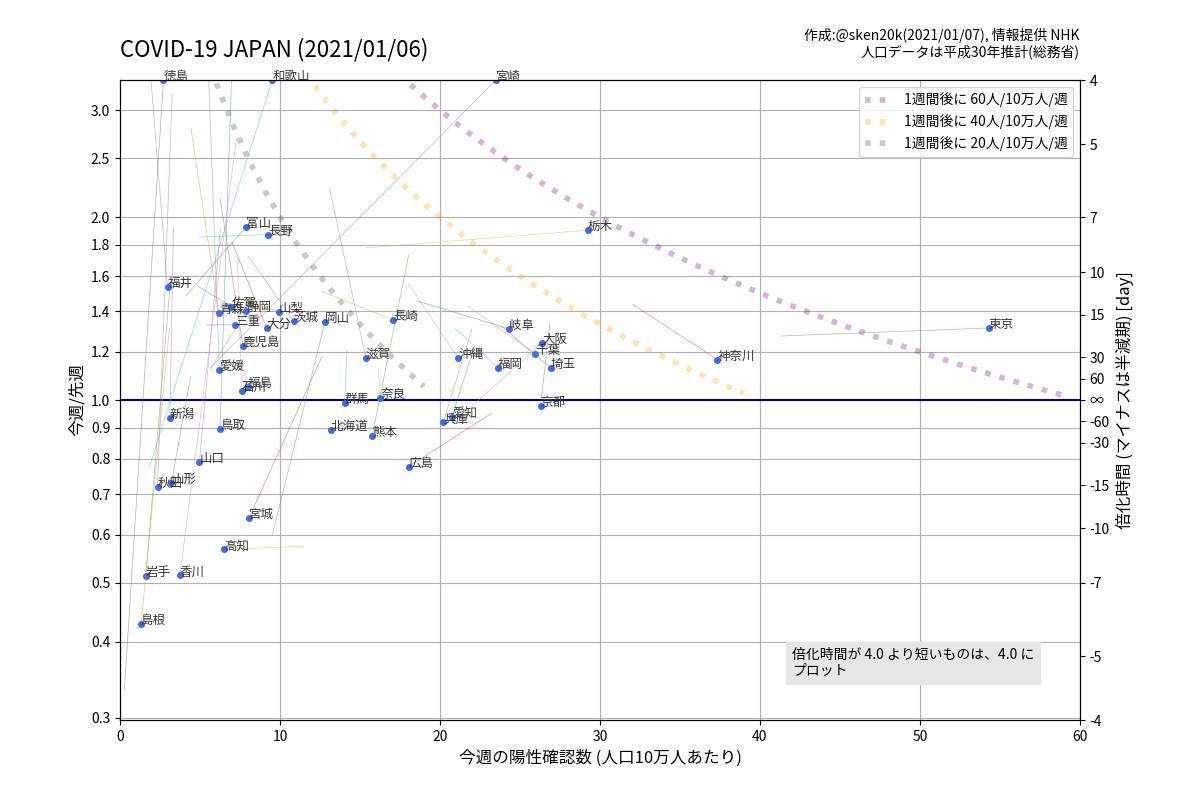 COVID-19 JAPAN (2021/01/06)
作成:@sken20k(2021/01/07), 情報提供 NHK
人口データは平成30年推計(総務省)
徳島
和歌山
宮崎
1週間後に 60人/10万人/週
1週間後に 40人/10万人/週
1週間後に 20人/10万人/週
富山
長野
栃木
福井
佐賀
静岡
青森
山梨
三重
大分
茨城
岡山
長崎
岐阜
東京
鹿児島
大阪
千葉
滋賀
沖縄
福岡
埼玉
神奈川
愛媛
福島
石川
群馬
奈良
京都
新潟
鳥取
北海道
熊本
愛知
兵庫
山口
広島
秋田
山形
宮城
高知
岩手
香川
島根
倍化時間が 4.0 より短いものは、4.0 に
プロット
3.0
2.5
2.0
1.8
1.6
1.4
1.2
1.0
0.9
0.8
0.7
0.6
0.5
0.4
0.3
今週/先週
4
5
7
10
15
30
60
∞
-60
-30
-15
-10
-7
-5
-4
倍化時間 (マイナスは半減期) [day]
0 10 20 30 40 50 60
今週の陽性確認数 (人口10万人あたり)